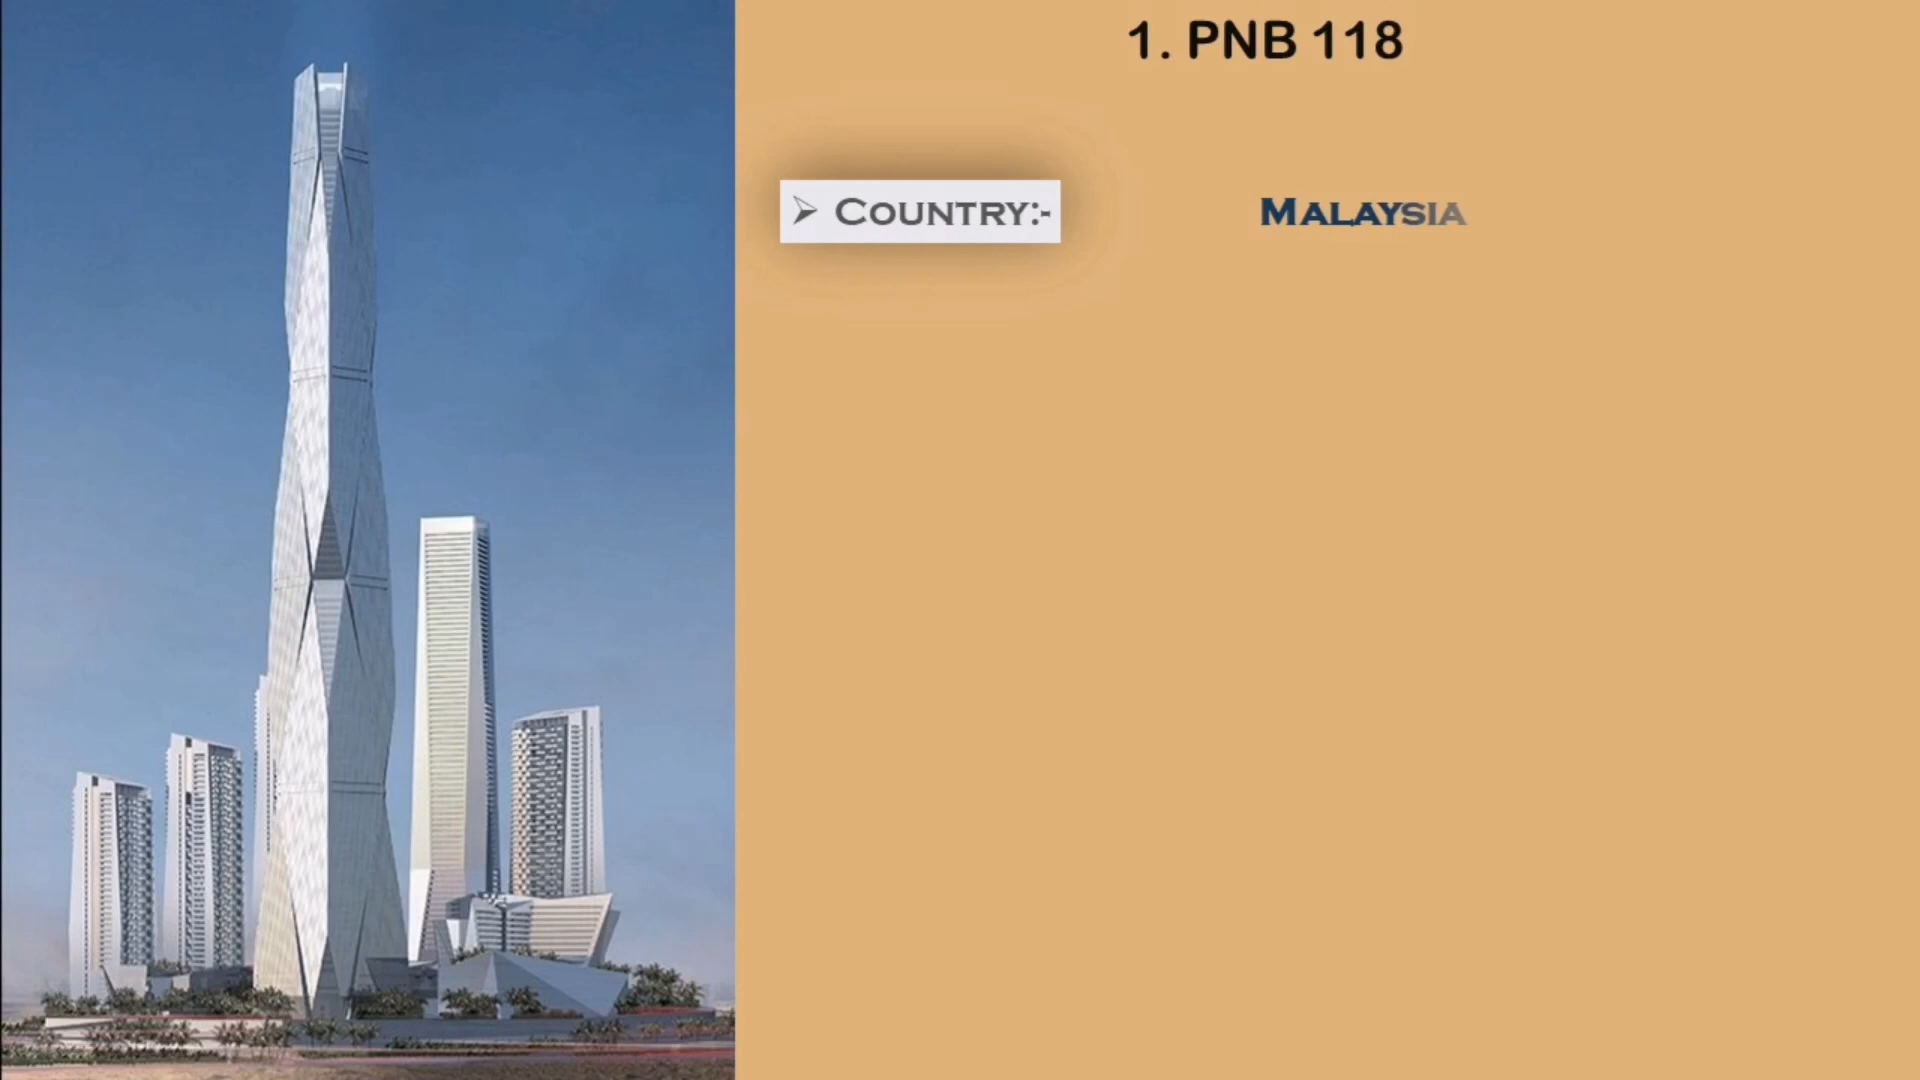 1. PNB 118
➢ COUNTRY:-
MALAYSIA